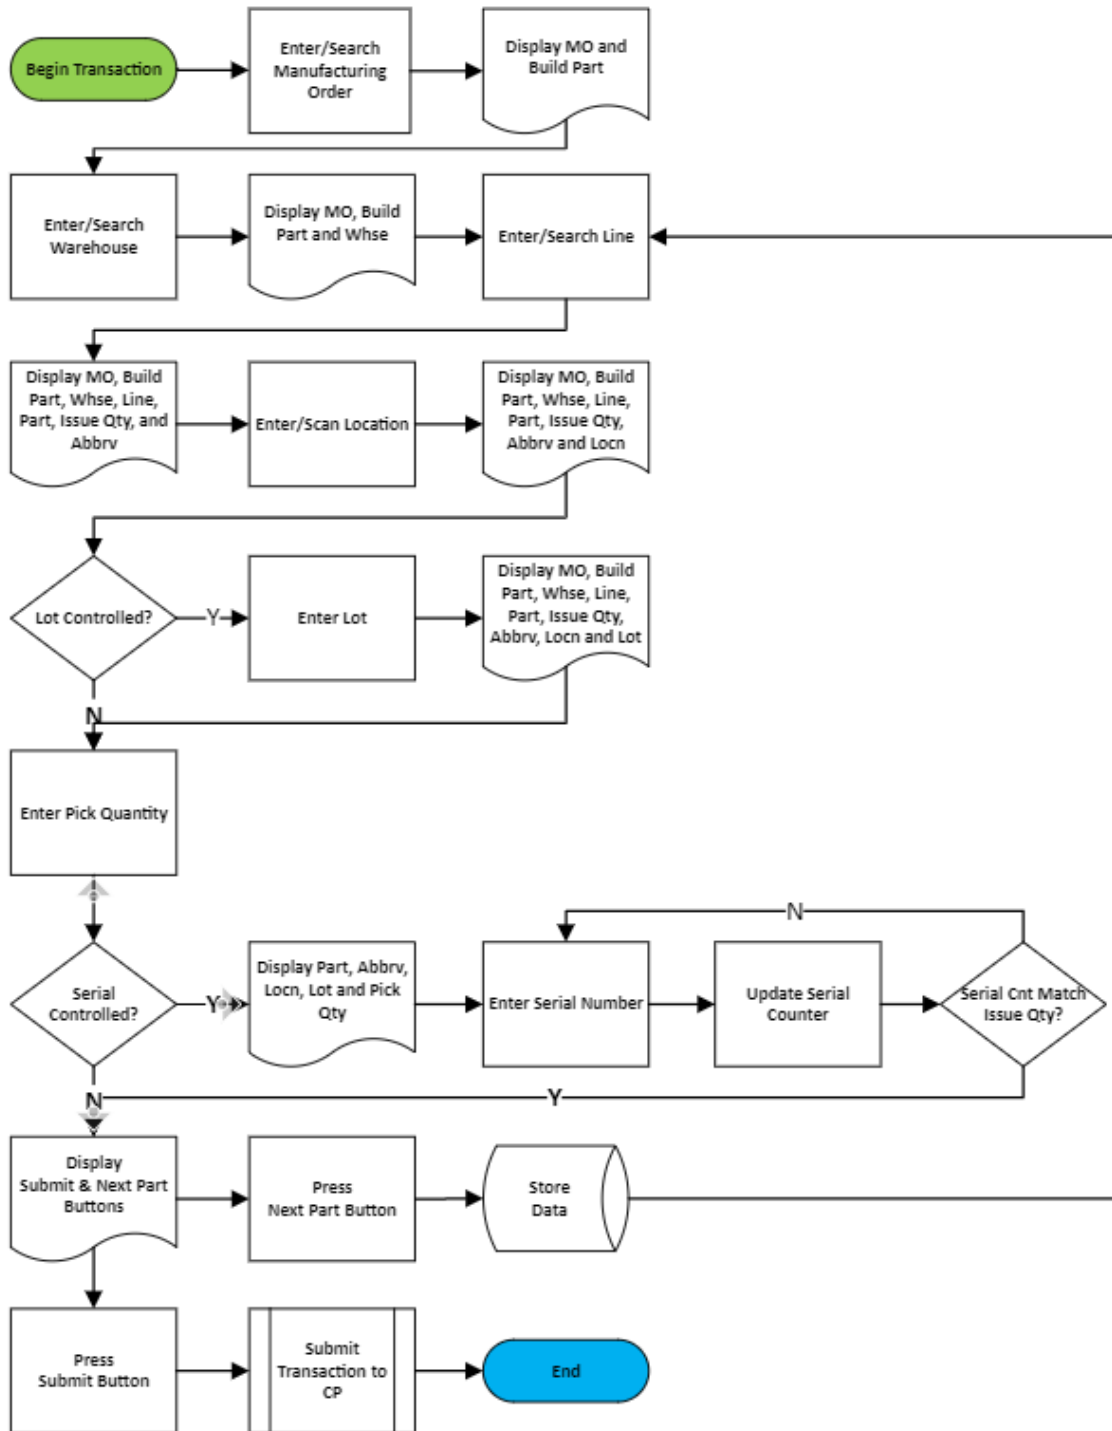 Begin Transaction
Enter/Search
Manufacturing
Order
Display MO and
Build Part
Enter/Search
Warehouse
Display MO, Build
Part and Whse
Enter/Search Line
Display MO, Build
Part, Whse, Line,
Part, Issue Qty, and
Abbrv
Enter/Scan Location
Display MO, Build
Part, Whse, Line,
Part, Issue Qty,
Abbrv and Locn
Lot Controlled?
Y
Enter Lot
Display MO, Build
Part, Whse, Line,
Part, Issue Qty,
Abbrv, Locn and Lot
N
Enter Pick Quantity
N
Serial
Controlled?
Y
Display Part, Abbrv,
Locn, Lot and Pick
Qty
Enter Serial Number
Update Serial
Counter
Serial Cnt Match
Issue Qty?
N
Y
Display
Submit & Next Part
Buttons
Press
Next Part Button
Store
Data
Press
Submit Button
Submit
Transaction to
CP
End